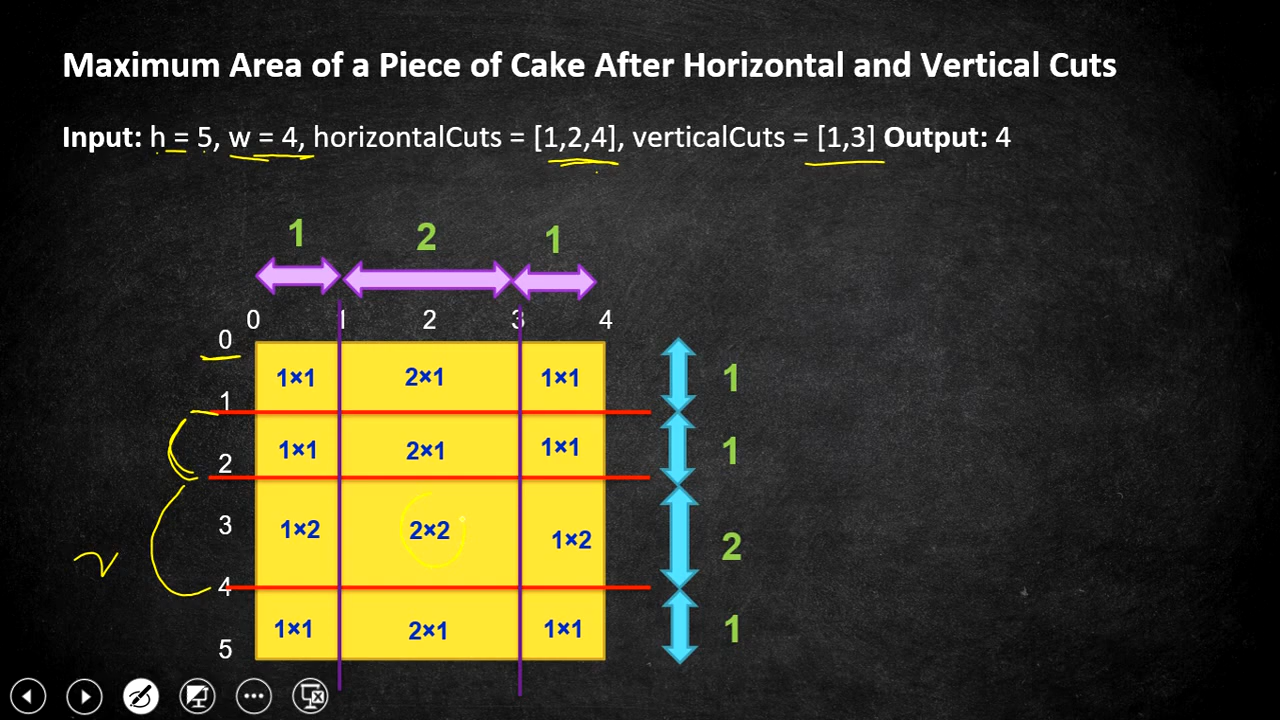 Maximum Area of a Piece of Cake After Horizontal and Vertical Cuts
Input: h = 5, w = 4, horizontalCuts = [1,2,4], verticalCuts = [1,3] Output: 4
1 2 1
0 1 2 3 4
0
1×1 2×1 1×1 1
1
1×1 2×1 1×1 1
2
3 1×2 2×2 1×2 2
2
4
1×1 2×1 1×1 1
5